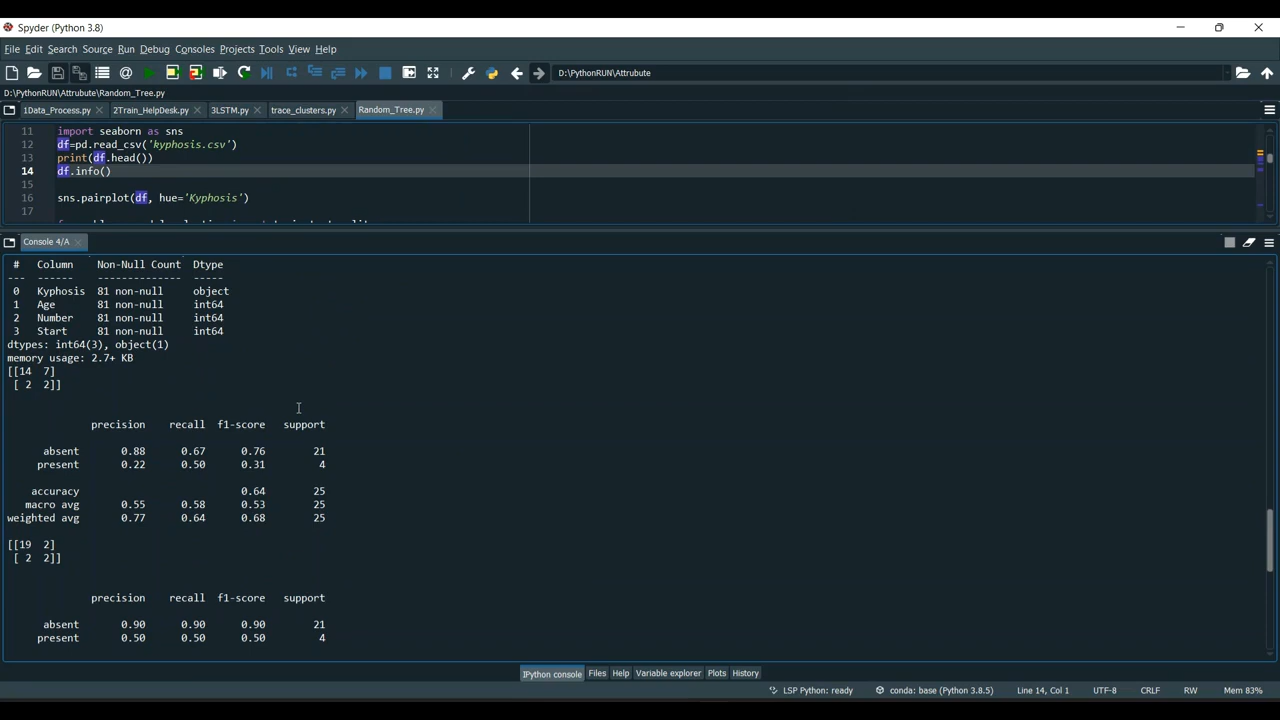 Spyder (Python 3.8)
File Edit Search Source Run Debug Consoles Projects Tools View Help
D:\PythonRUN\Attrubute
D:\PythonRUN\Attrubute\Random_Tree.py
1Data_Process.py 2Train_HelpDesk.py 3LSTM.py trace_clusters.py Random_Tree.py
11 import seaborn as sns
12 df=pd.read_csv('kyphosis.csv')
13 print(df.head())
14 df.info()
15
16 sns.pairplot(df, hue='Kyphosis')
17
Console 4/A
# Column Non-Null Count Dtype
--- ------ -------------- -----
0 Kyphosis 81 non-null object
1 Age 81 non-null int64
2 Number 81 non-null int64
3 Start 81 non-null int64
dtypes: int64(3), object(1)
memory usage: 2.7+ KB
[[14 7]
[ 2 2]]
precision recall f1-score support
absent 0.88 0.67 0.76 21
present 0.22 0.50 0.31 4
accuracy 0.64 25
macro avg 0.55 0.58 0.53 25
weighted avg 0.77 0.64 0.68 25
[[19 2]
[ 2 2]]
precision recall f1-score support
absent 0.90 0.90 0.90 21
present 0.50 0.50 0.50 4
IPython console Files Help Variable explorer Plots History
LSP Python: ready conda: base (Python 3.8.5) Line 14, Col 1 UTF-8 CRLF RW Mem 83%